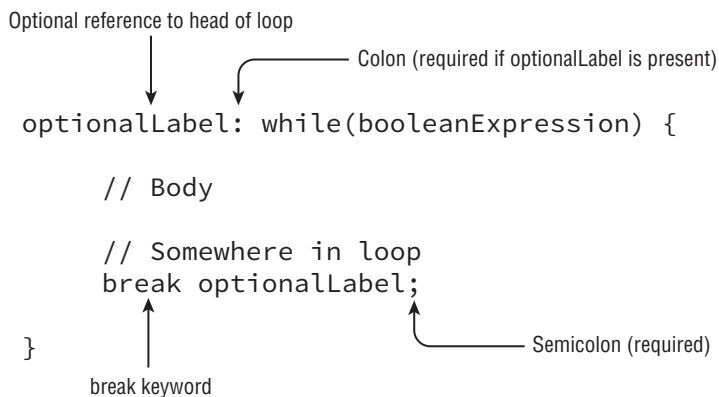 Optional reference to head of loop
Colon (required if optionalLabel is present)
optionalLabel: while(booleanExpression) {
// Body
// Somewhere in loop
break optionalLabel;
}
Semicolon (required)
break keyword